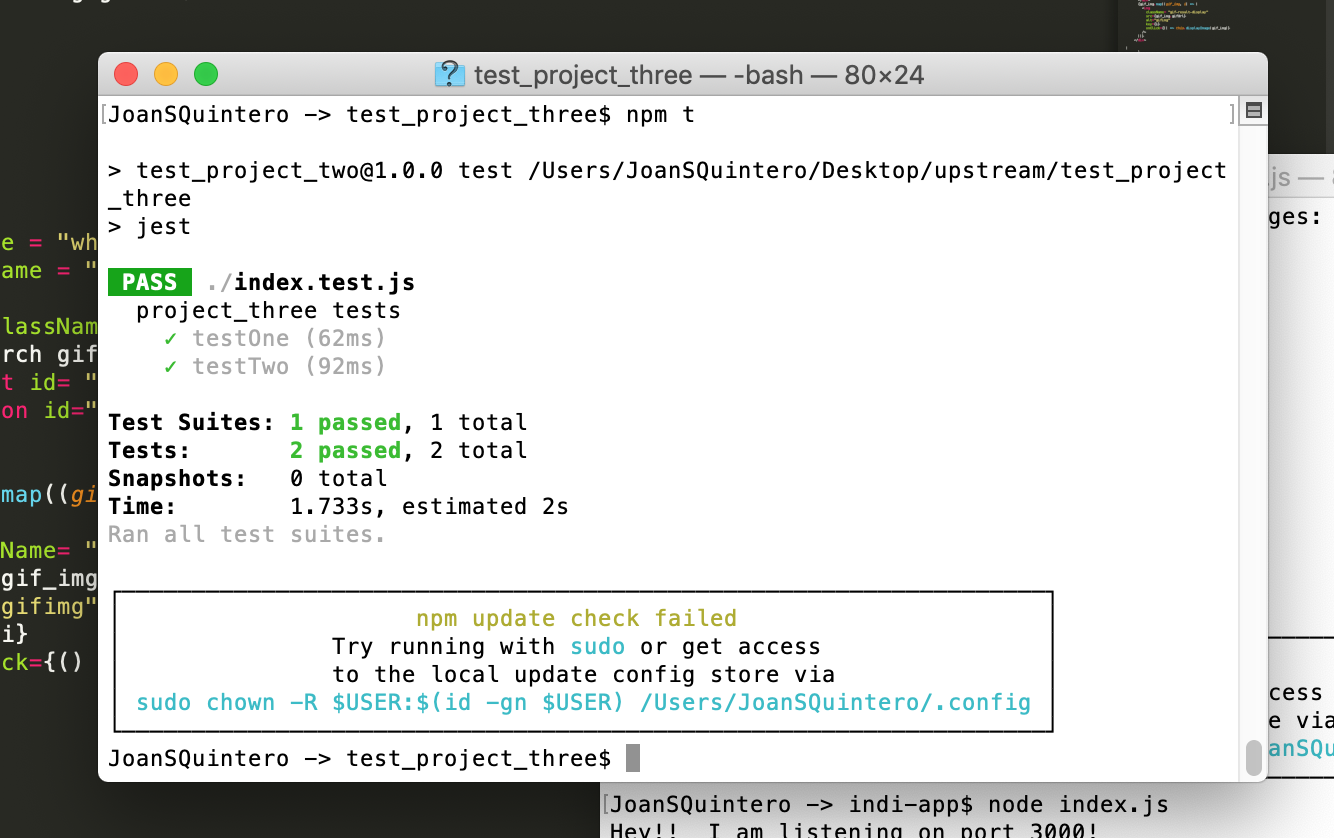 test_project_three — -bash — 80×24
[JoanSQuintero -> test_project_three$ npm t ]
> test_project_two@1.0.0 test /Users/JoanSQuintero/Desktop/upstream/test_project
_three
> jest
PASS ./index.test.js
project_three tests
✓ testOne (62ms)
✓ testTwo (92ms)
Test Suites: 1 passed, 1 total
Tests: 2 passed, 2 total
Snapshots: 0 total
Time: 1.733s, estimated 2s
Ran all test suites.
npm update check failed
Try running with sudo or get access
to the local update config store via
sudo chown -R $USER:$(id -gn $USER) /Users/JoanSQuintero/.config
JoanSQuintero -> test_project_three$
e = "wh
ame = "
lassNam
rch gif
t id= "
on id="
map((gi
Name= "
gif_img
gifimg"
i}
ck={()
js —
ges:
cess
e via
anSQu
[JoanSQuintero -> indi-app$ node index.js
Hey!! I am listening on port 3000!